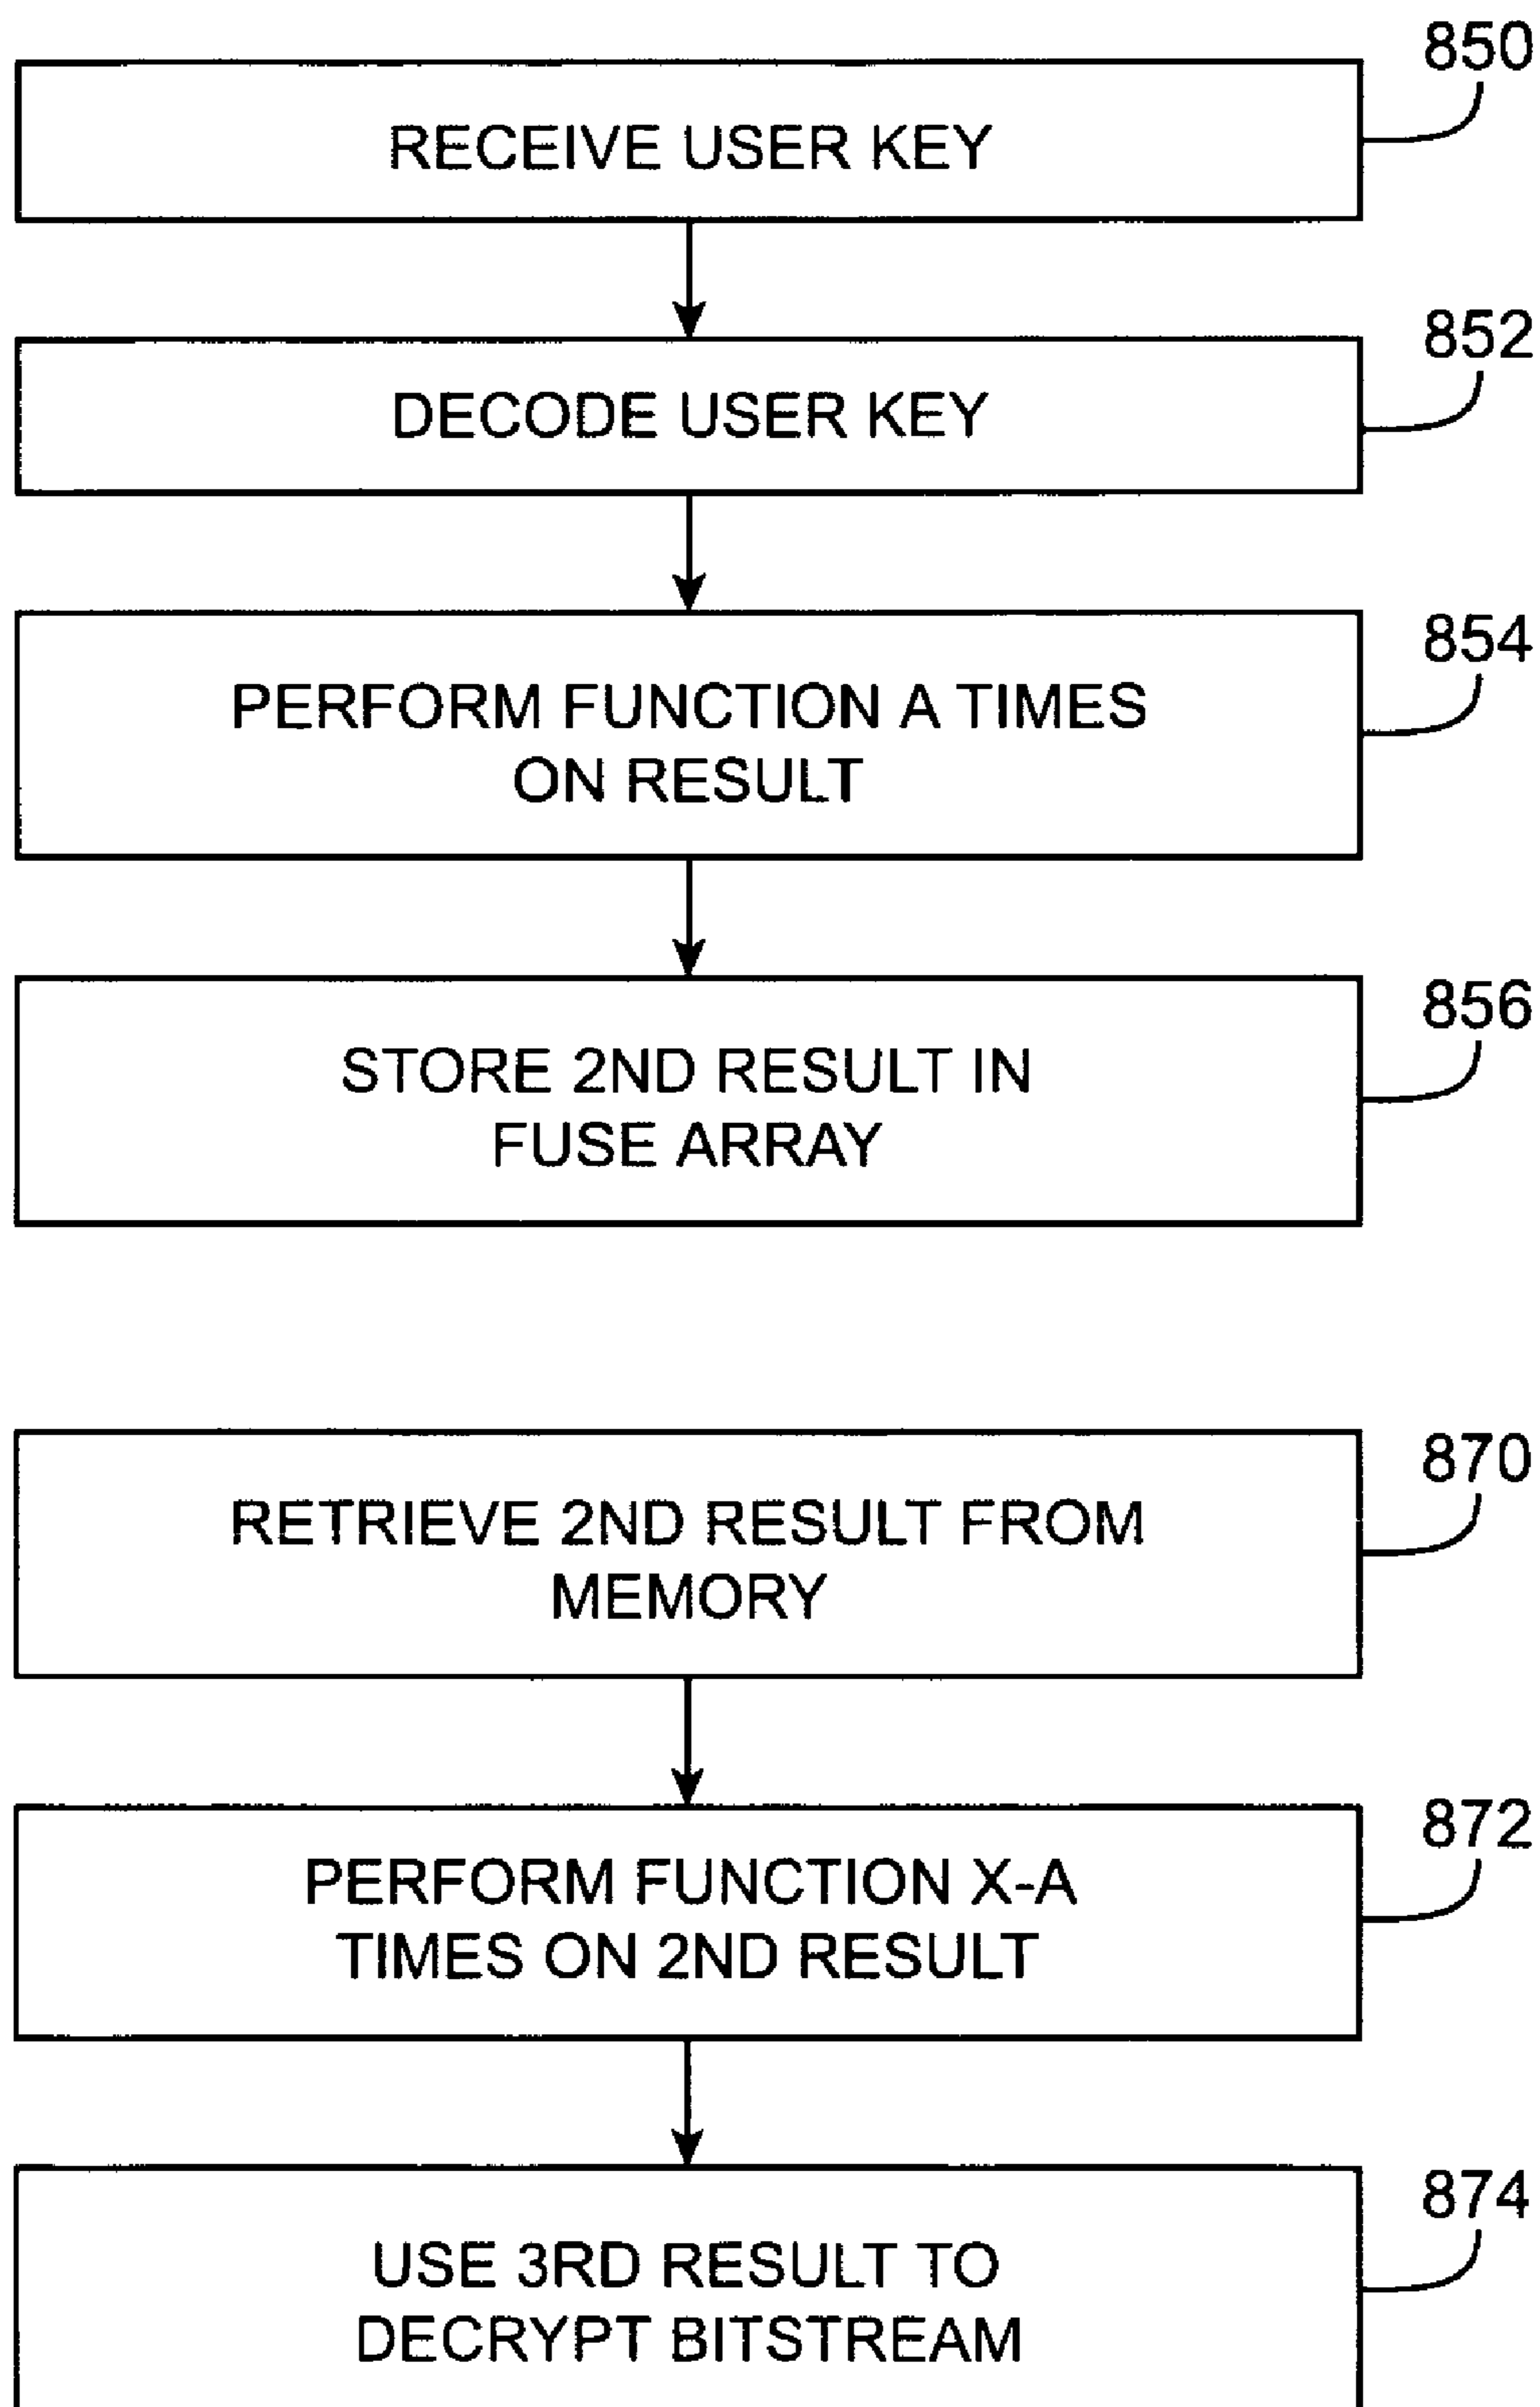 850
RECEIVE USER KEY
852
DECODE USER KEY
854
PERFORM FUNCTION A TIMES
ON RESULT
856
STORE 2ND RESULT IN
FUSE ARRAY
870
RETRIEVE 2ND RESULT FROM
MEMORY
872
PERFORM FUNCTION X-A
TIMES ON 2ND RESULT
874
USE 3RD RESULT TO
DECRYPT BITSTREAM